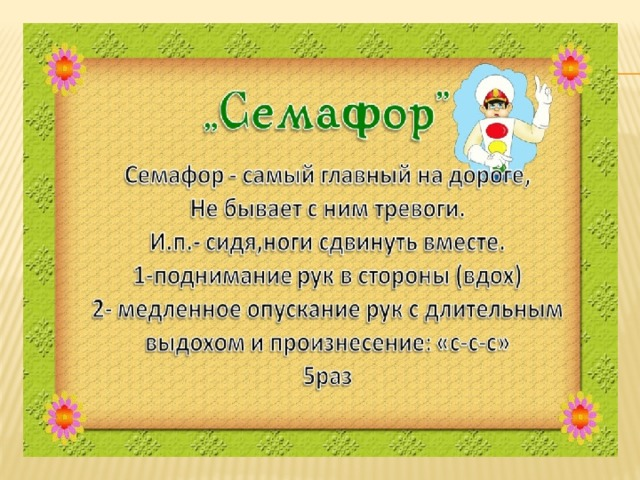 „Семафор”
Семафор - самый главный на дороге,
Не бывает с ним тревоги.
И.п.- сидя,ноги сдвинуть вместе.
1-поднимание рук в стороны (вдох)
2- медленное опускание рук с длительным
выдохом и произнесение: «с-с-с»
5раз